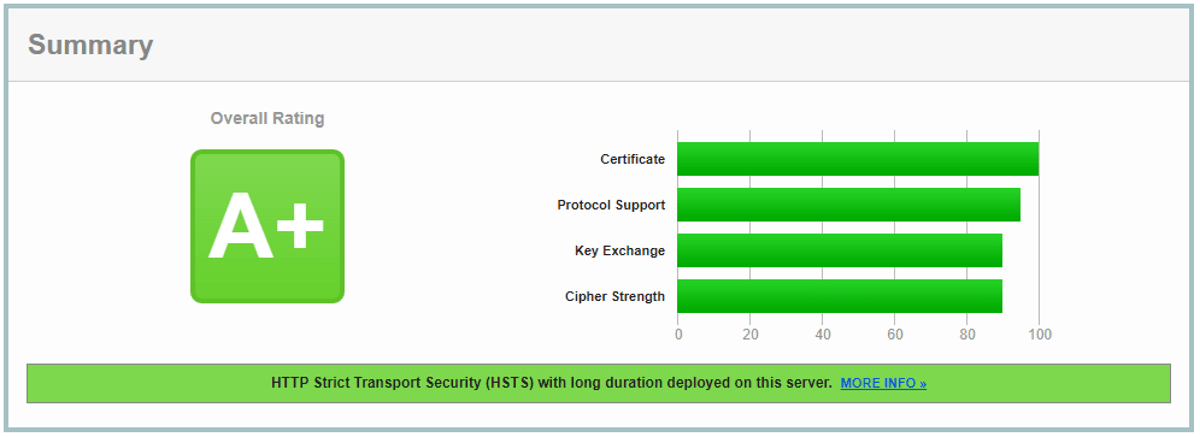 Summary
Overall Rating
A+
Certificate
Protocol Support
Key Exchange
Cipher Strength
0 20 40 60 80 100
HTTP Strict Transport Security (HSTS) with long duration deployed on this server. MORE INFO »